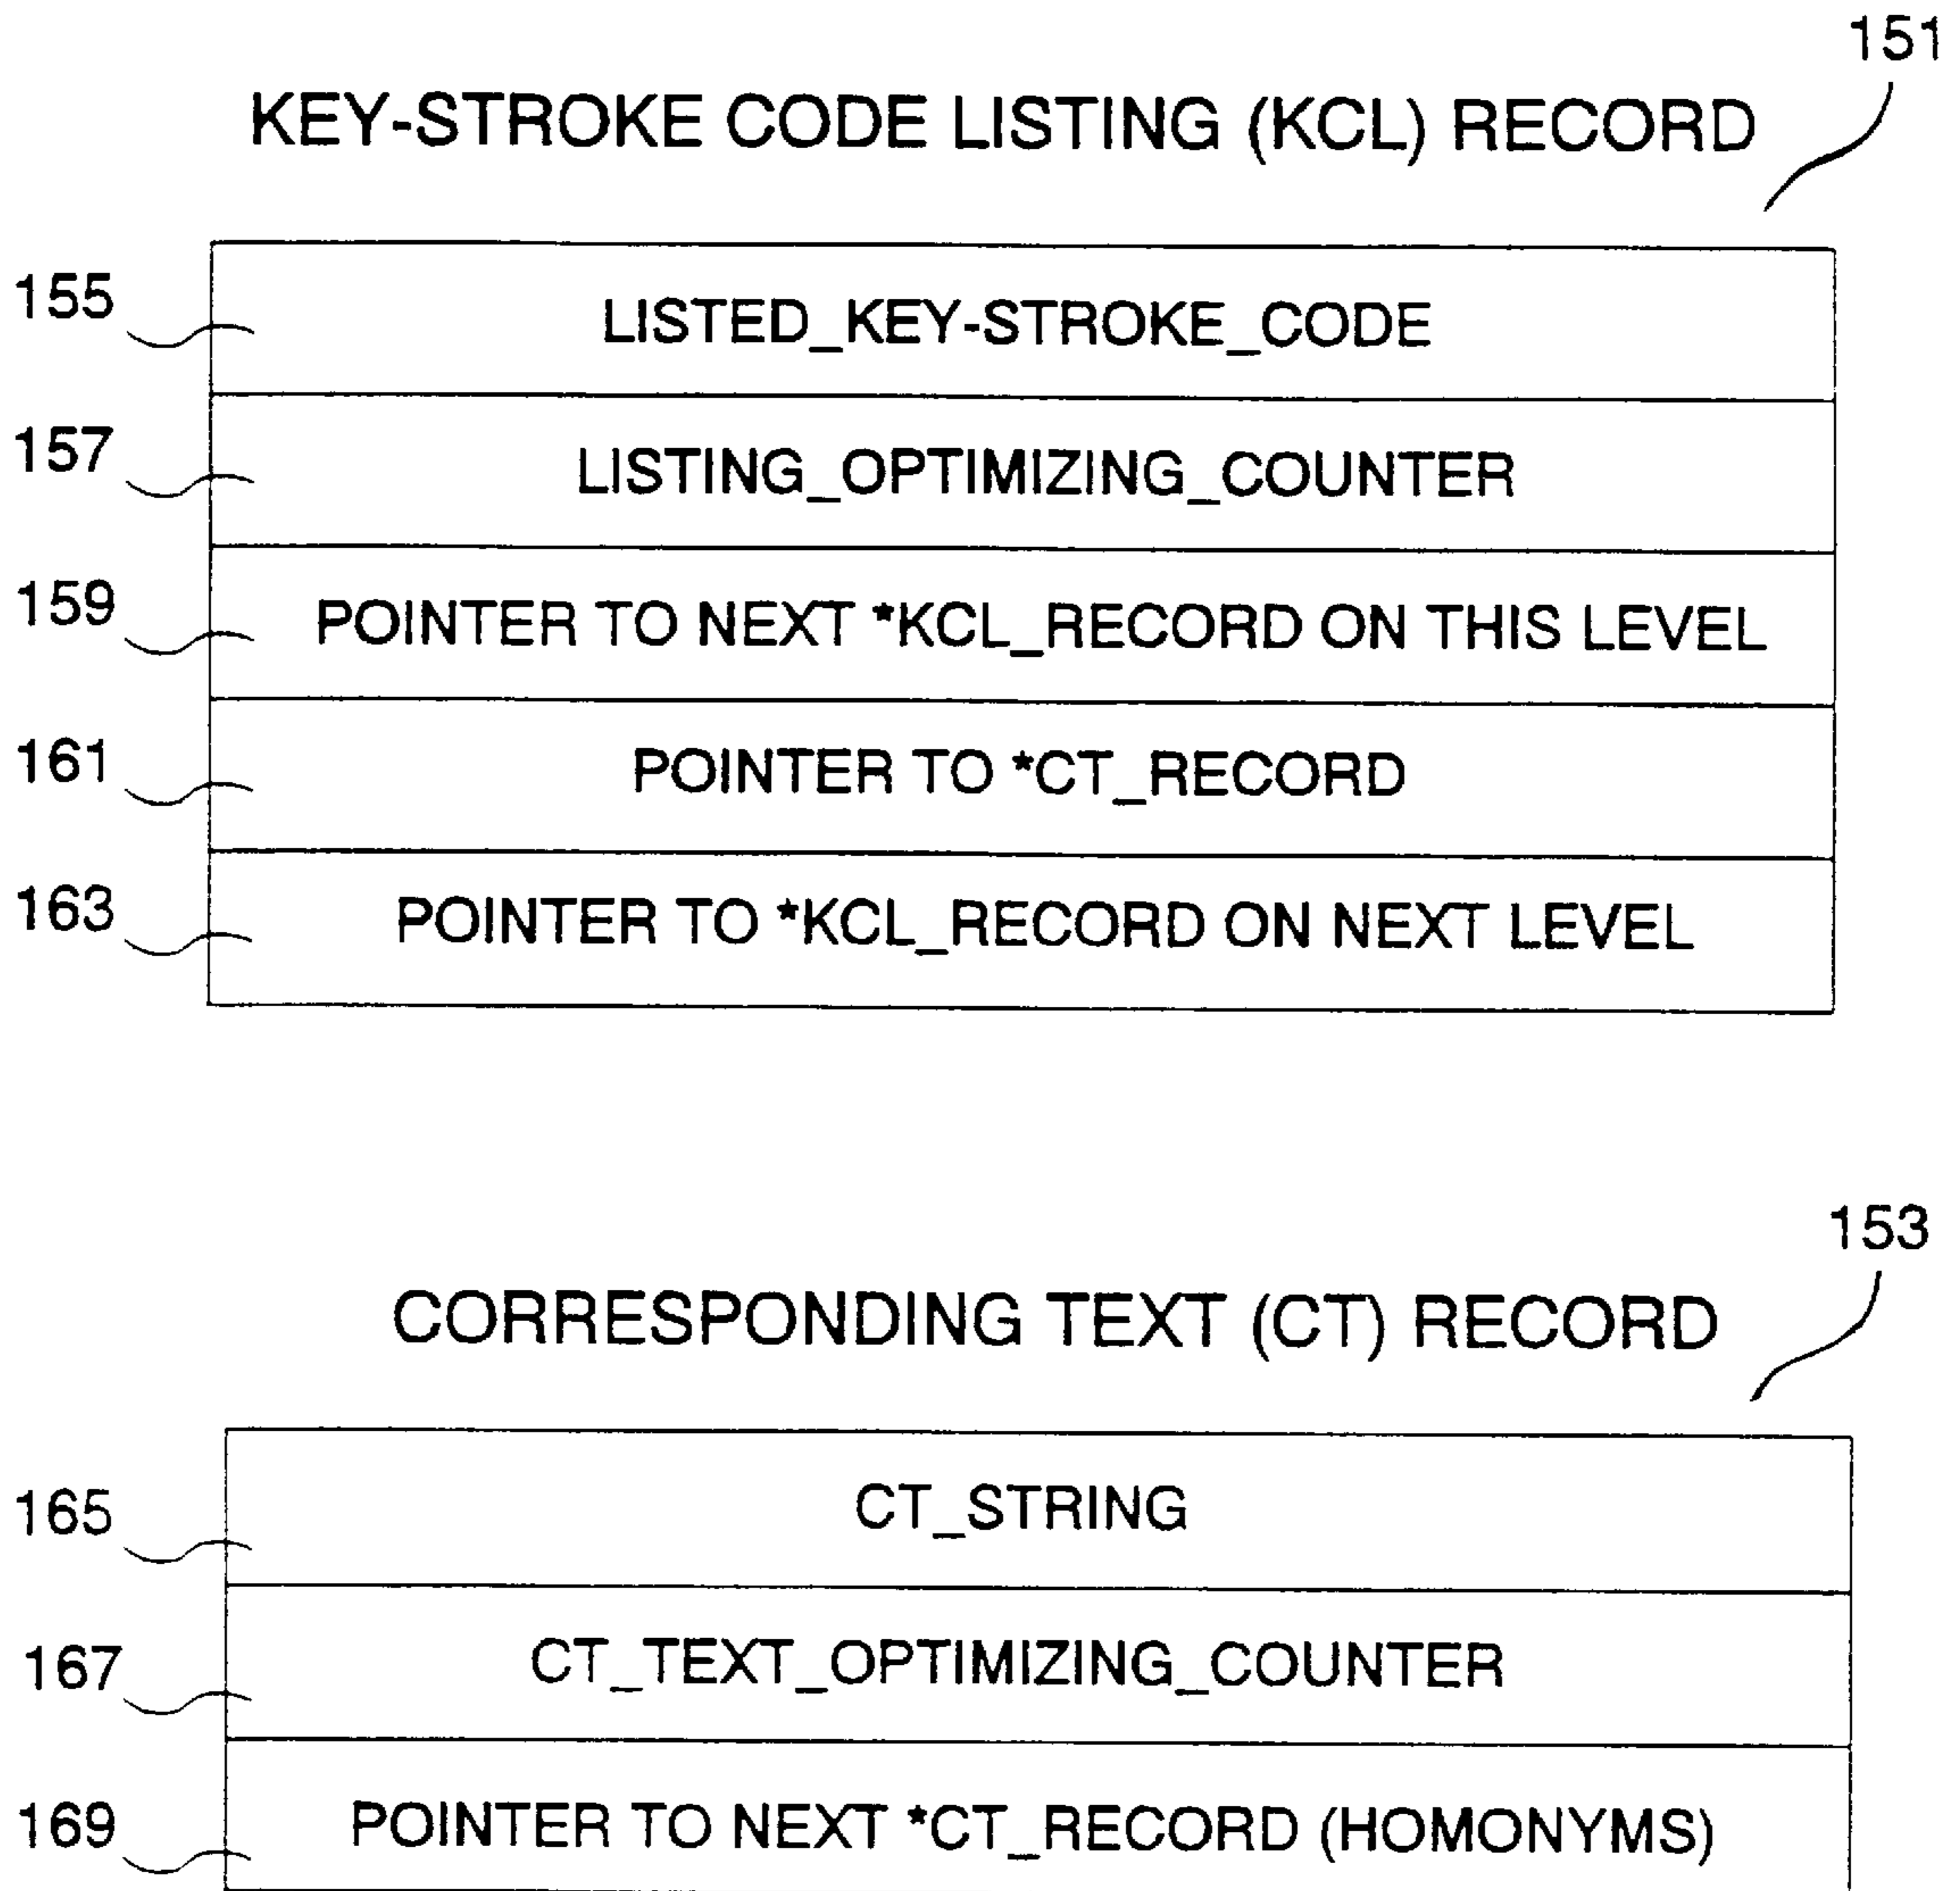 151
KEY-STROKE CODE LISTING (KCL) RECORD
155 LISTED_KEY-STROKE_CODE
157 LISTING_OPTIMIZING_COUNTER
159 POINTER TO NEXT *KCL_RECORD ON THIS LEVEL
161 POINTER TO *CT_RECORD
163 POINTER TO *KCL_RECORD ON NEXT LEVEL
153
CORRESPONDING TEXT (CT) RECORD
165 CT_STRING
167 CT_TEXT_OPTIMIZING_COUNTER
169 POINTER TO NEXT *CT_RECORD (HOMONYMS)